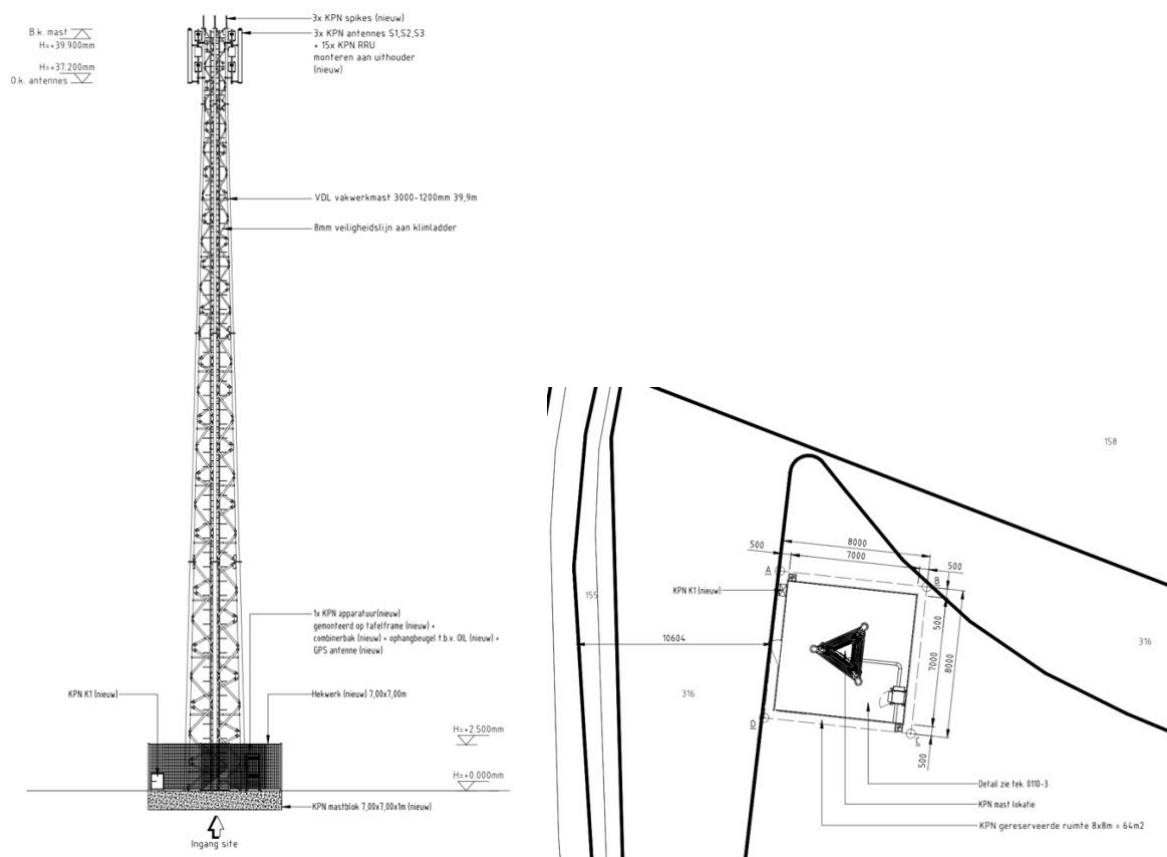 3x KPN spikes (nieuw)
B.k. mast
H=+39.900mm
3x KPN antennes S1,S2,S3
+ 15x KPN RRU
monteren aan uithouder
(nieuw)
H=+37.200mm
O.k. antennes
VDL vakwerkmast 3000-1200mm 39,9m
8mm veiligheidslijn aan klimladder
1x KPN apparatuur(nieuw)
gemonteerd op tafelframe (nieuw) +
combinerbak (nieuw) + ophangbeugel t.b.v. OIL (nieuw) +
GPS antenne (nieuw)
KPN K1 (nieuw)
Hekwerk (nieuw) 7,00x7,00m
H=+2.500mm
H=+0.000mm
KPN mastblok 7,00x7,00x1m (nieuw)
Ingang site
158
8000
500
7000
500
A
B
KPN K1 (nieuw)
155
500
10604
7000
8000
316
316
D
C
500
Detail zie tek. 0110-3
KPN mast lokatie
KPN gereserveerde ruimte 8x8m = 64m2